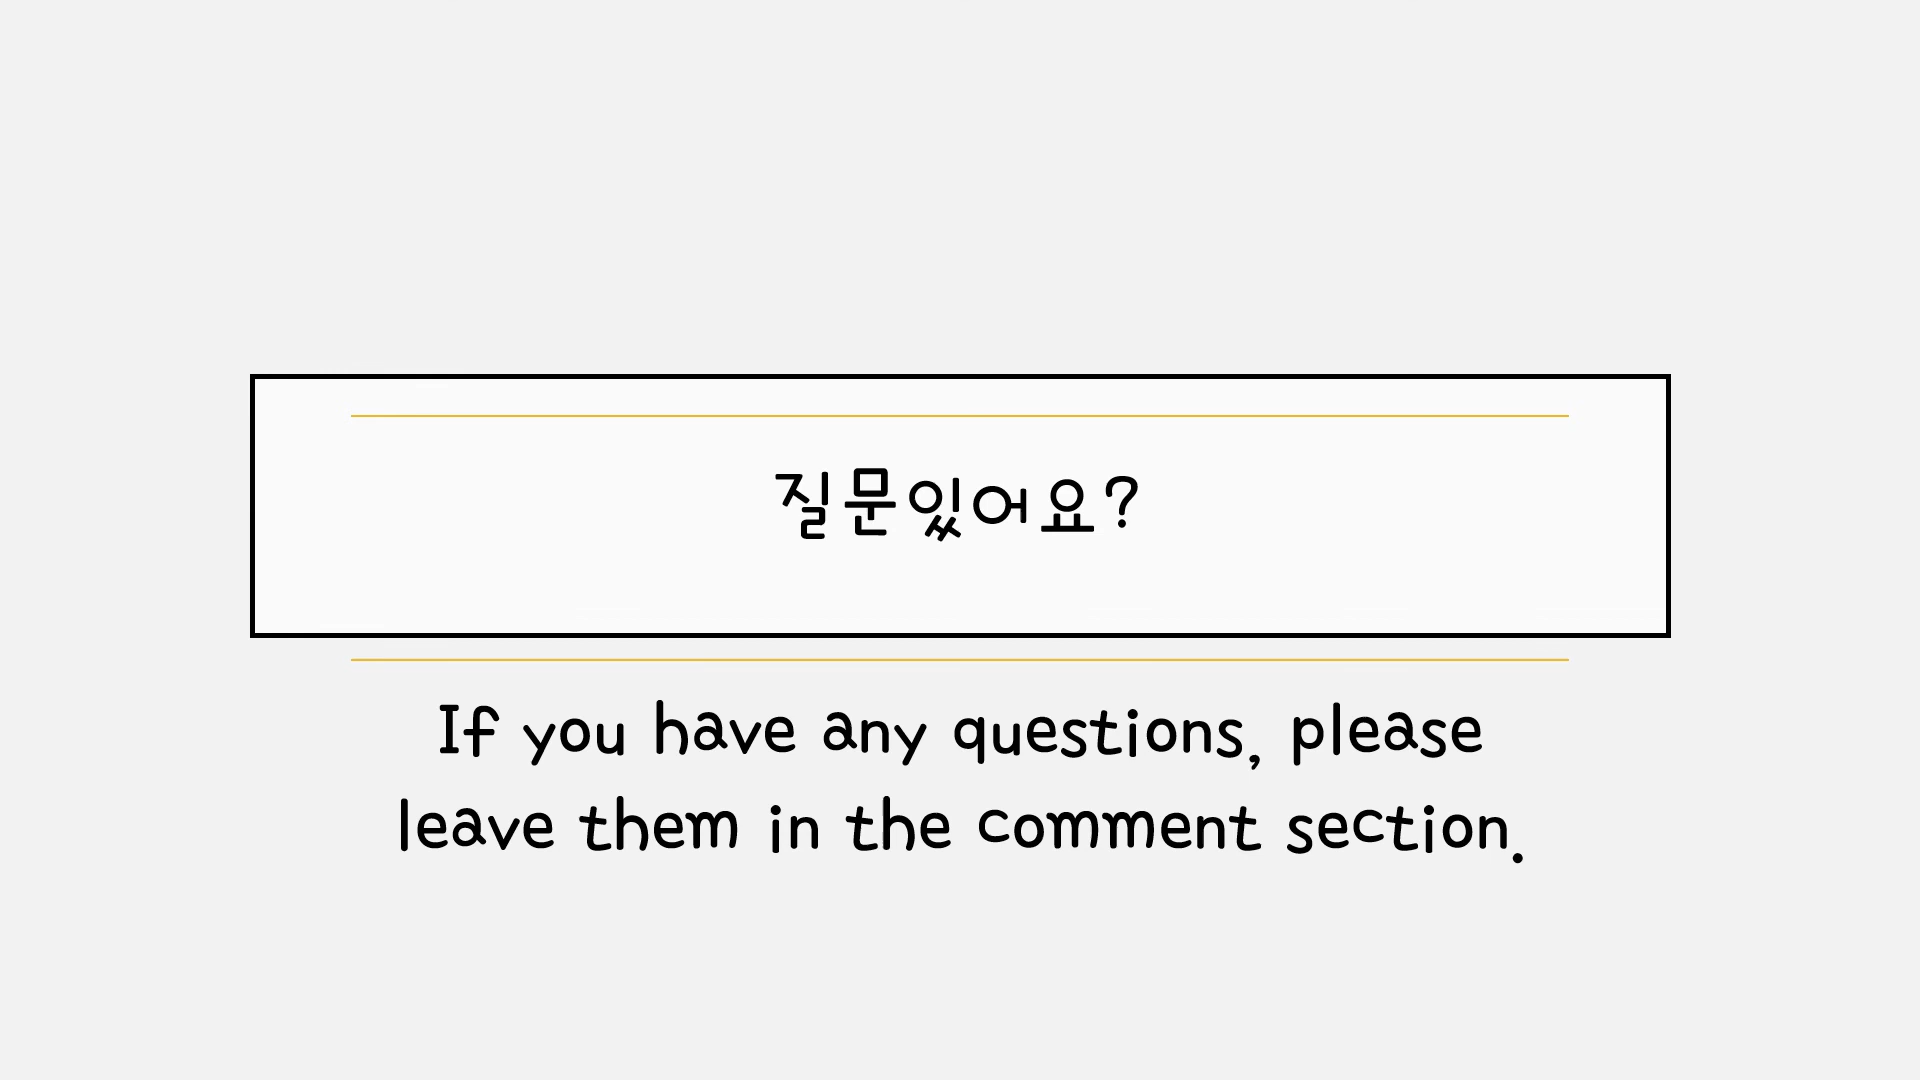 질문있어요?
If you have any questions, please
leave them in the comment section.